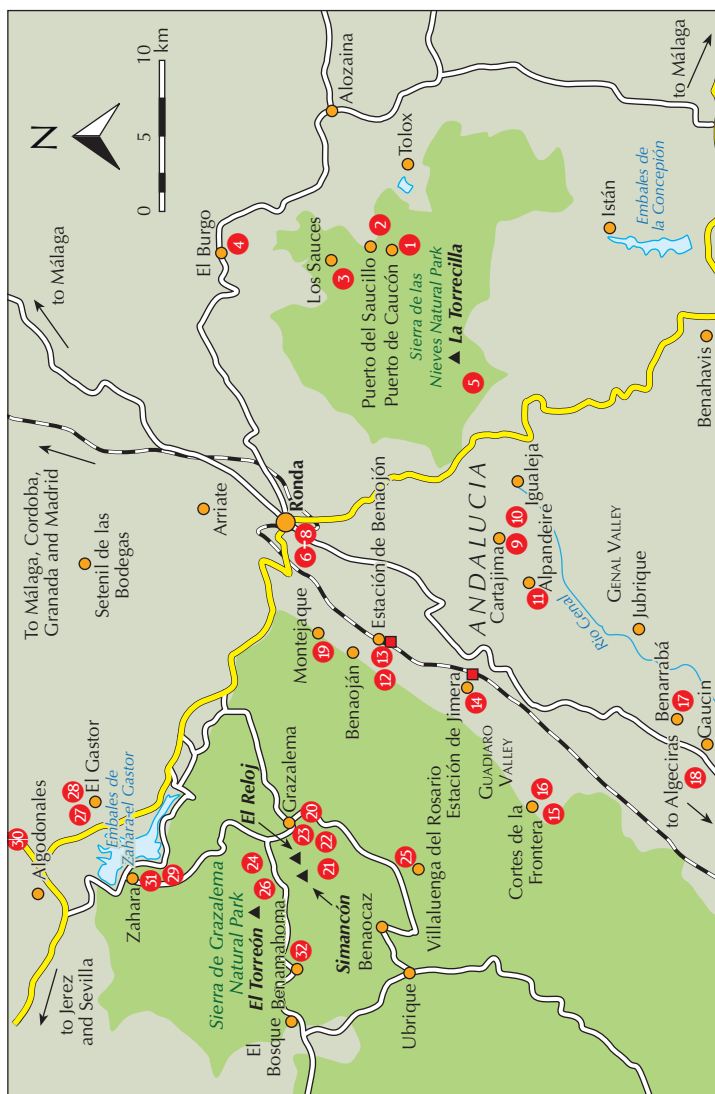 to Jerez
and Sevilla
Algodonales
30
27
28
El Gastor
Embales de
Zahara-el Gastor
Zahara
31
29
To Málaga, Cordoba,
Granada and Madrid
Setenil de las
Bodegas
to Málaga
N
0
5
10
km
Arriate
El Burgo
4
Sierra de Grazalema
Natural Park
24
26
El Torreón
El Reloj
Grazalema
20
23
22
21
Simancón
El
Bosque
Benamahoma
32
Benaocaz
Ubrique
25
Villaluenga del Rosario
Ronda
6–8
Montejaque
19
Benaoján
Estación de Benaojón
12
13
Alozaina
Los Sauces
3
Puerto del Saucillo
2
Puerto de Caucón
1
Tolox
Sierra de las
Nieves Natural Park
La Torrecilla
5
Estación de Jimera
14
GUADIARO
VALLEY
ANDALUCIA
Cartajima
9
10
Igualeja
Alpandeire
11
Cortes de la
Frontera
15
16
Río Genal
GENAL VALLEY
Jubrique
Istán
Embales de
la Concepión
Benarrabá
17
to Algeciras
18
Gaucin
Benahavis
to Málaga